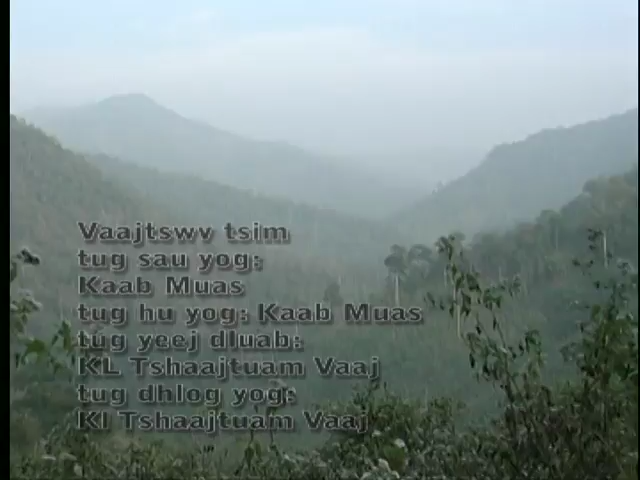 Vaajtswv tsim
tug sau yog:
Kaab Muas
tug hu yog: Kaab Muas
tug yeej dluab:
KL Tshaajtuam Vaaj
tug dhlog yog:
KI Tshaajtuam Vaaj